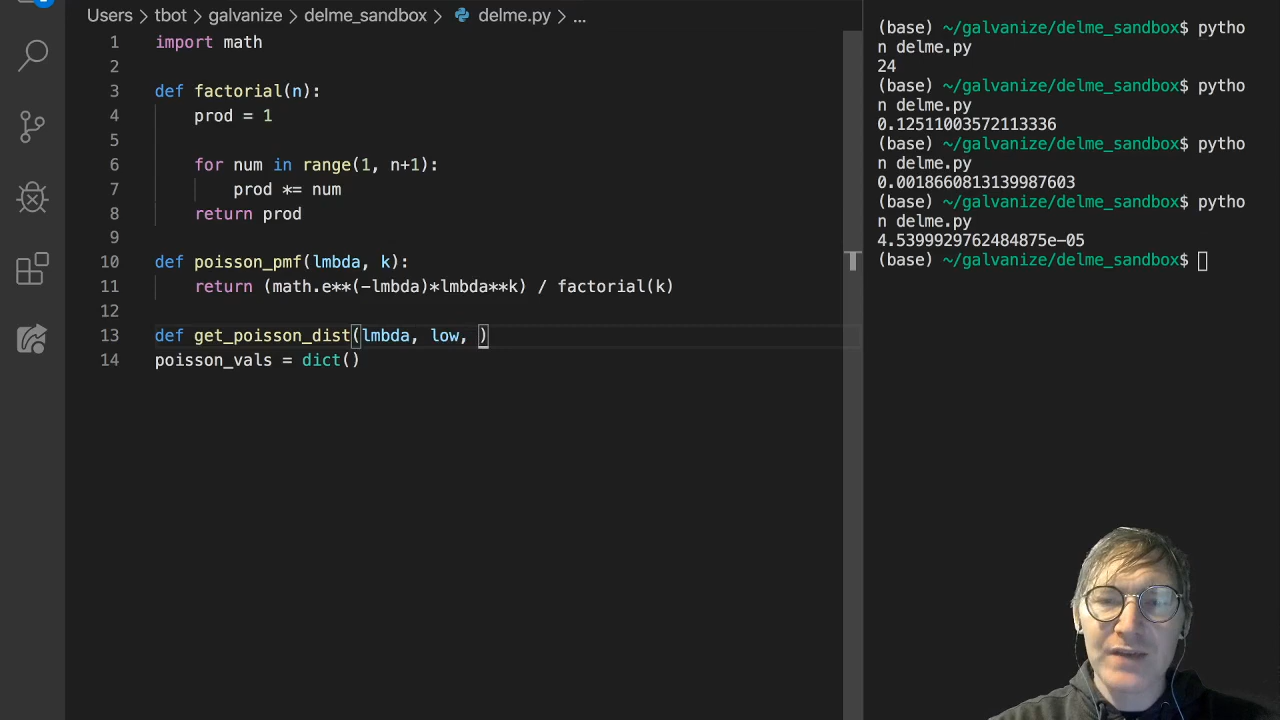 Users > tbot > galvanize > delme_sandbox > delme.py > ...
1 import math
2
3 def factorial(n):
4 prod = 1
5
6 for num in range(1, n+1):
7 prod *= num
8 return prod
9
10 def poisson_pmf(lmbda, k):
11 return (math.e**(-lmbda)*lmbda**k) / factorial(k)
12
13 def get_poisson_dist(lmbda, low, )
14 poisson_vals = dict()
(base) ~/galvanize/delme_sandbox$ pytho
n delme.py
24
(base) ~/galvanize/delme_sandbox$ pytho
n delme.py
0.12511003572113336
(base) ~/galvanize/delme_sandbox$ pytho
n delme.py
0.0018660813139987603
(base) ~/galvanize/delme_sandbox$ pytho
n delme.py
4.5399929762484875e-05
(base) ~/galvanize/delme_sandbox$